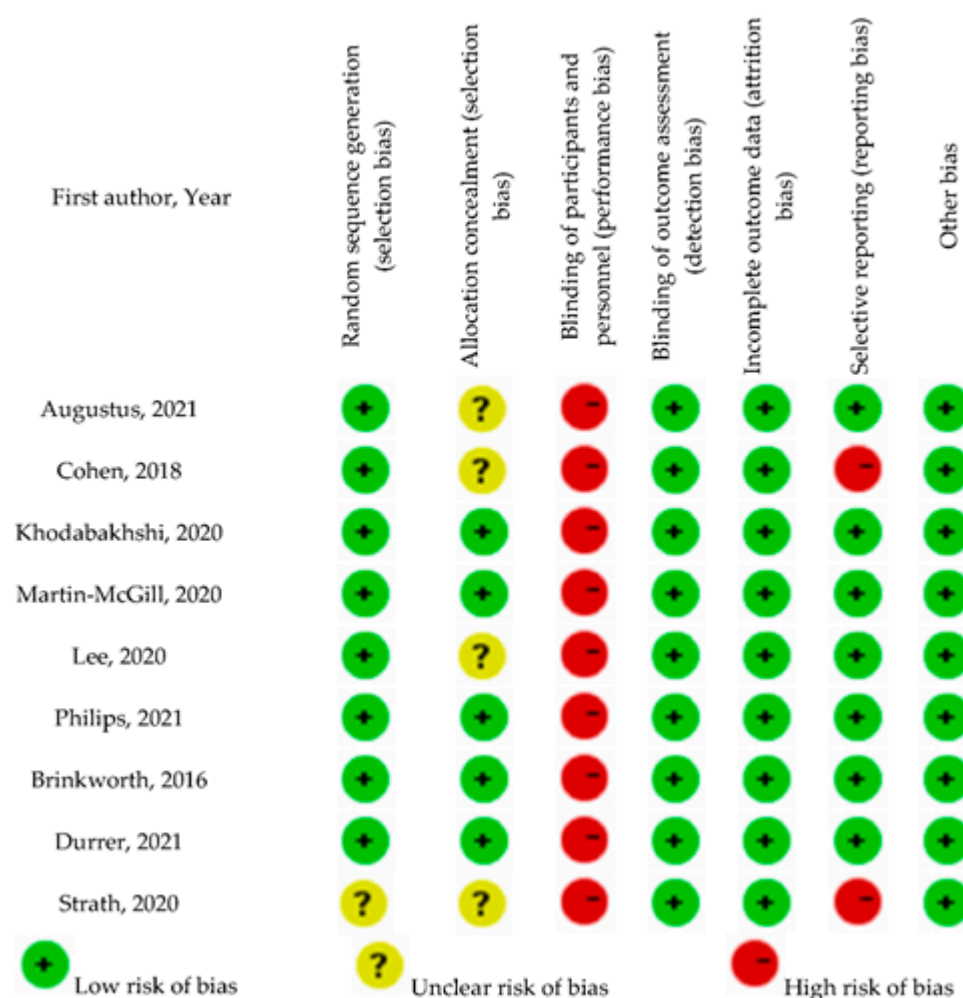 First author, Year
Random sequence generation
(selection bias)
Allocation concealment (selection
bias)
Blinding of participants and
personnel (performance bias)
Blinding of outcome assessment
(detection bias)
Incomplete outcome data (attrition
bias)
Selective reporting (reporting bias)
Other bias
Augustus, 2021 + ? - + + + +
Cohen, 2018 + ? - + + - +
Khodabakhshi, 2020 + + - + + + +
Martin-McGill, 2020 + + - + + + +
Lee, 2020 + ? - + + + +
Philips, 2021 + + - + + + +
Brinkworth, 2016 + + - + + + +
Durrer, 2021 + + - + + + +
Strath, 2020 ? ? - + + - +
+ Low risk of bias ? Unclear risk of bias - High risk of bias